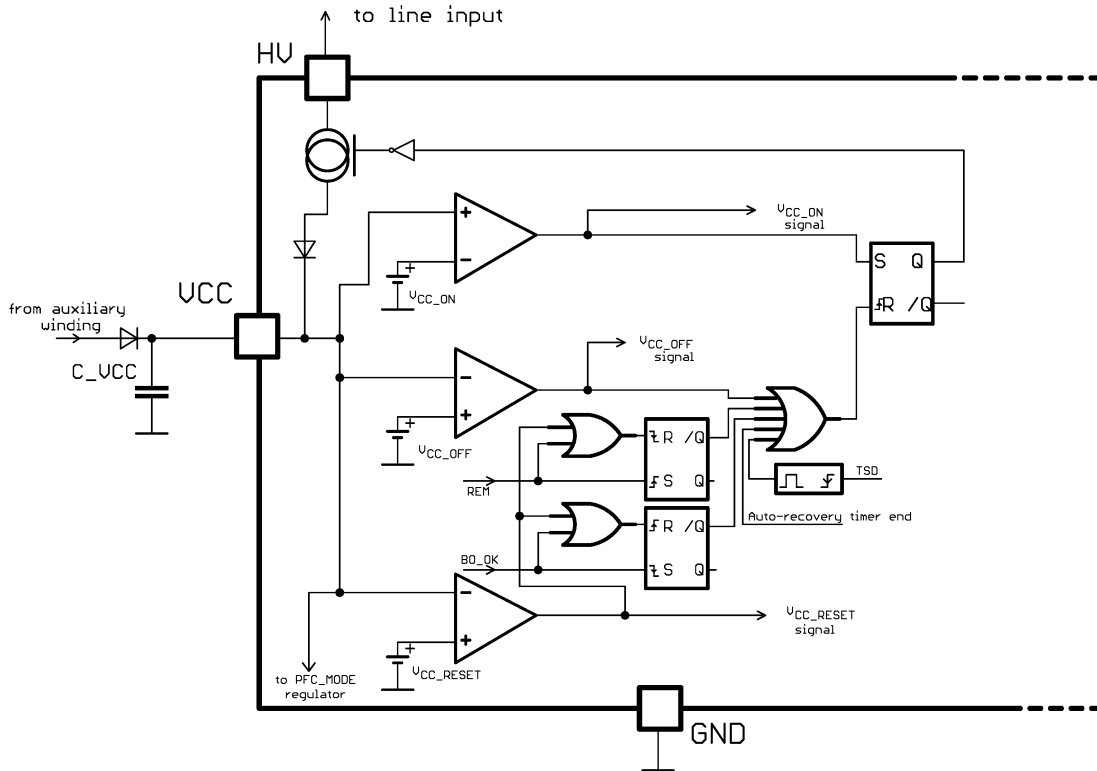 to line input
HV
+
-
VCC_ON
signal
S Q
R /Q
+
VCC_ON
VCC
from auxiliary
winding
C_VCC
VCC_OFF
signal
-
+
+
VCC_OFF
R /Q
S Q
REM
TSD
Auto-recovery timer end
R /Q
S Q
BO_OK
-
+
+
VCC_RESET
VCC_RESET
signal
to PFC_MODE
regulator
GND